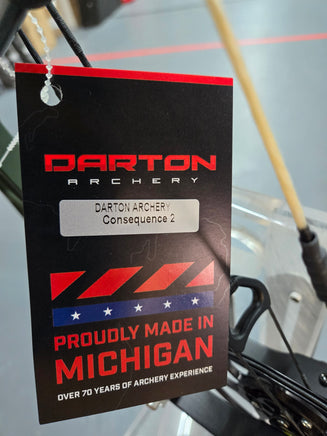 DARTON
ARCHERY
DARTON ARCHERY
Consequence 2
PROUDLY MADE IN
MICHIGAN
OVER 70 YEARS OF ARCHERY EXPERIENCE